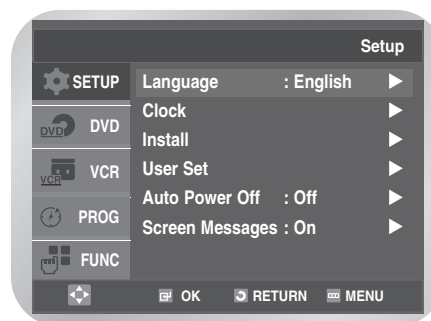 Setup
SETUP
Language : English
Clock
DVD DVD
Install
VCR VCR
User Set
Auto Power Off : Off
PROG
Screen Messages : On
FUNC
OK RETURN MENU